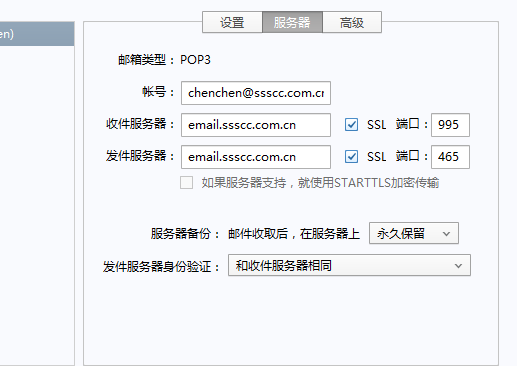 设置 服务器 高级
en)
邮箱类型：POP3
帐号： chenchen@ssscc.com.cn
收件服务器： email.ssscc.com.cn SSL 端口： 995
发件服务器： email.ssscc.com.cn SSL 端口： 465
如果服务器支持，就使用STARTTLS加密传输
服务器备份： 邮件收取后，在服务器上 永久保留
发件服务器身份验证： 和收件服务器相同